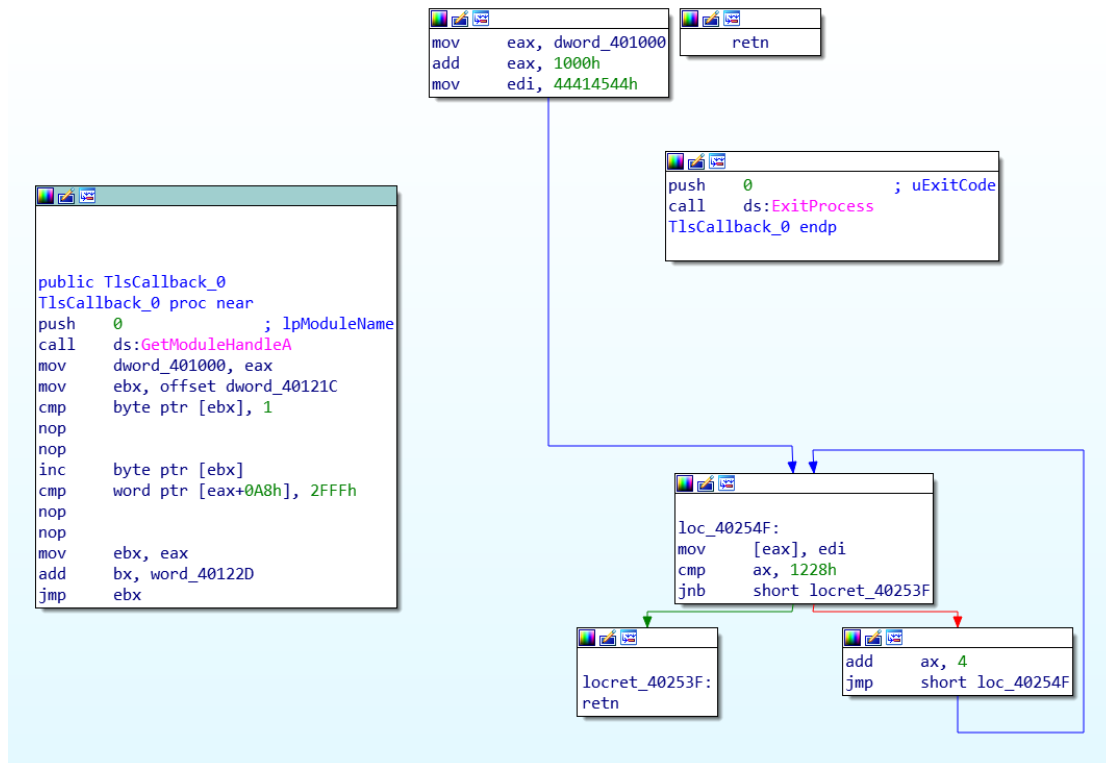 mov eax, dword_401000
add eax, 1000h
mov edi, 44414544h
retn
push 0 ; uExitCode
call ds:ExitProcess
TlsCallback_0 endp
public TlsCallback_0
TlsCallback_0 proc near
push 0 ; lpModuleName
call ds:GetModuleHandleA
mov dword_401000, eax
mov ebx, offset dword_40121C
cmp byte ptr [ebx], 1
nop
nop
inc byte ptr [ebx]
cmp word ptr [eax+0A8h], 2FFFh
nop
nop
mov ebx, eax
add bx, word_40122D
jmp ebx
loc_40254F:
mov [eax], edi
cmp ax, 1228h
jnb short locret_40253F
locret_40253F:
retn
add ax, 4
jmp short loc_40254F